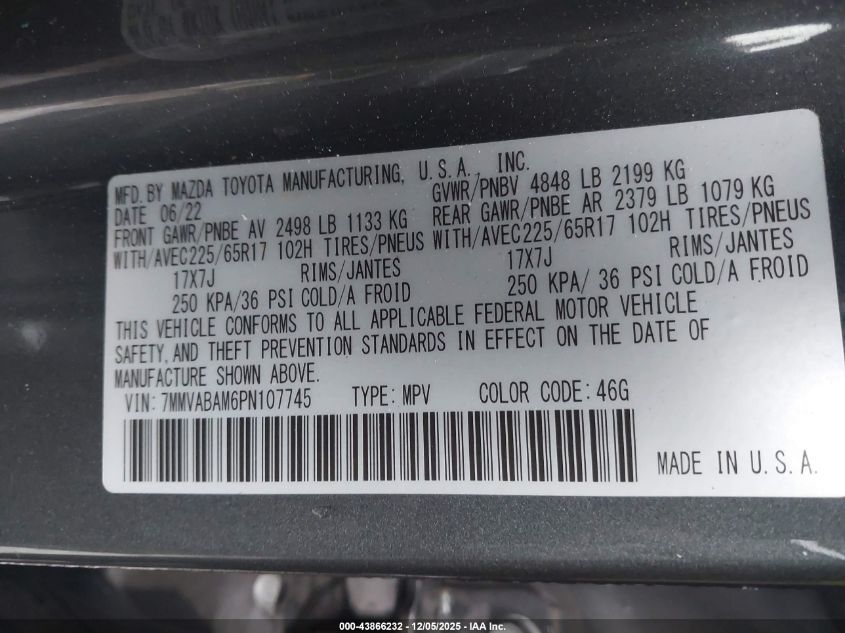 MFD. BY MAZDA TOYOTA MANUFACTURING, U.S.A. INC.
DATE 06/22 GVWR/PNBV 4848 LB 2199 KG
FRONT GAWR/PNBE AV 2498 LB 1133 KG REAR GAWR/PNBE AR 2379 LB 1079 KG
WITH/AVEC225/65R17 102H TIRES/PNEUS WITH/AVEC225/65R17 102H TIRES/PNEUS
17X7J RIMS/JANTES 17X7J RIMS/JANTES
250 KPA/36 PSI COLD/A FROID 250 KPA/ 36 PSI COLD/A FROID
THIS VEHICLE CONFORMS TO ALL APPLICABLE FEDERAL MOTOR VEHICLE
SAFETY, AND THEFT PREVENTION STANDARDS IN EFFECT ON THE DATE OF
MANUFACTURE SHOWN ABOVE.
VIN: 7MMVABAM6PN107745 TYPE: MPV COLOR CODE: 46G
MADE IN U.S.A.
000-43866232 - 12/05/2025 - IAA Inc.